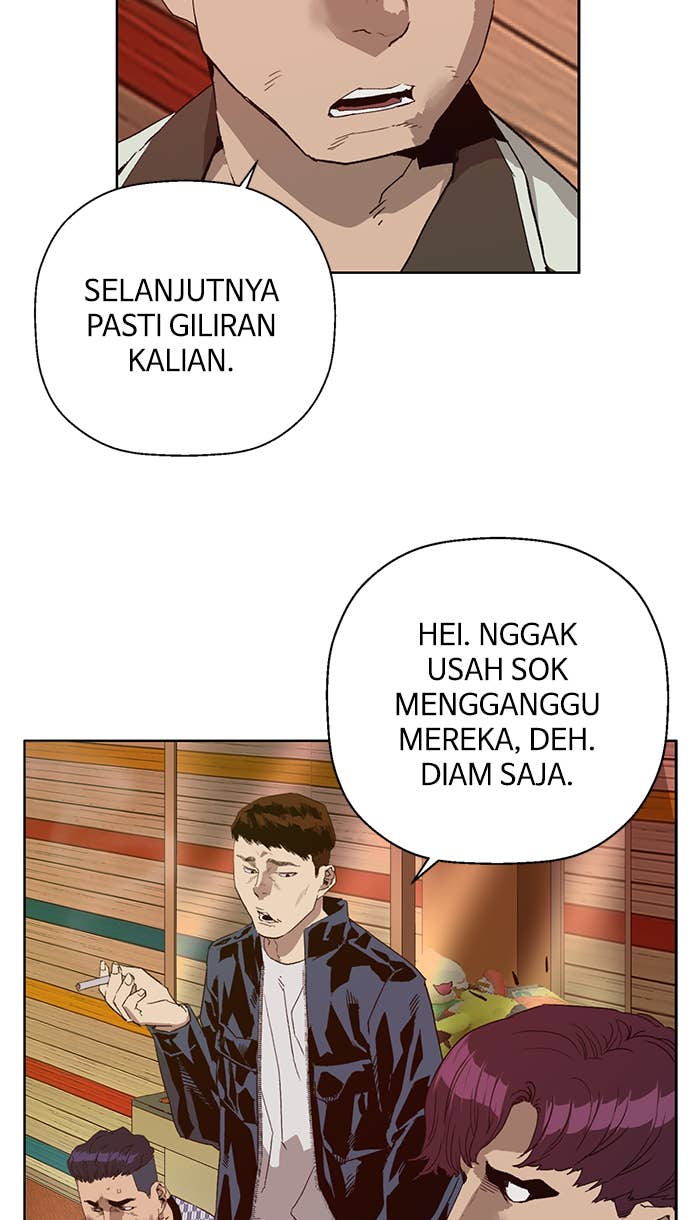 SELANJUTNYA
PASTI GILIRAN
KALIAN.
HEI. NGGAK
USAH SOK
MENGGANGGU
MEREKA, DEH.
DIAM SAJA.